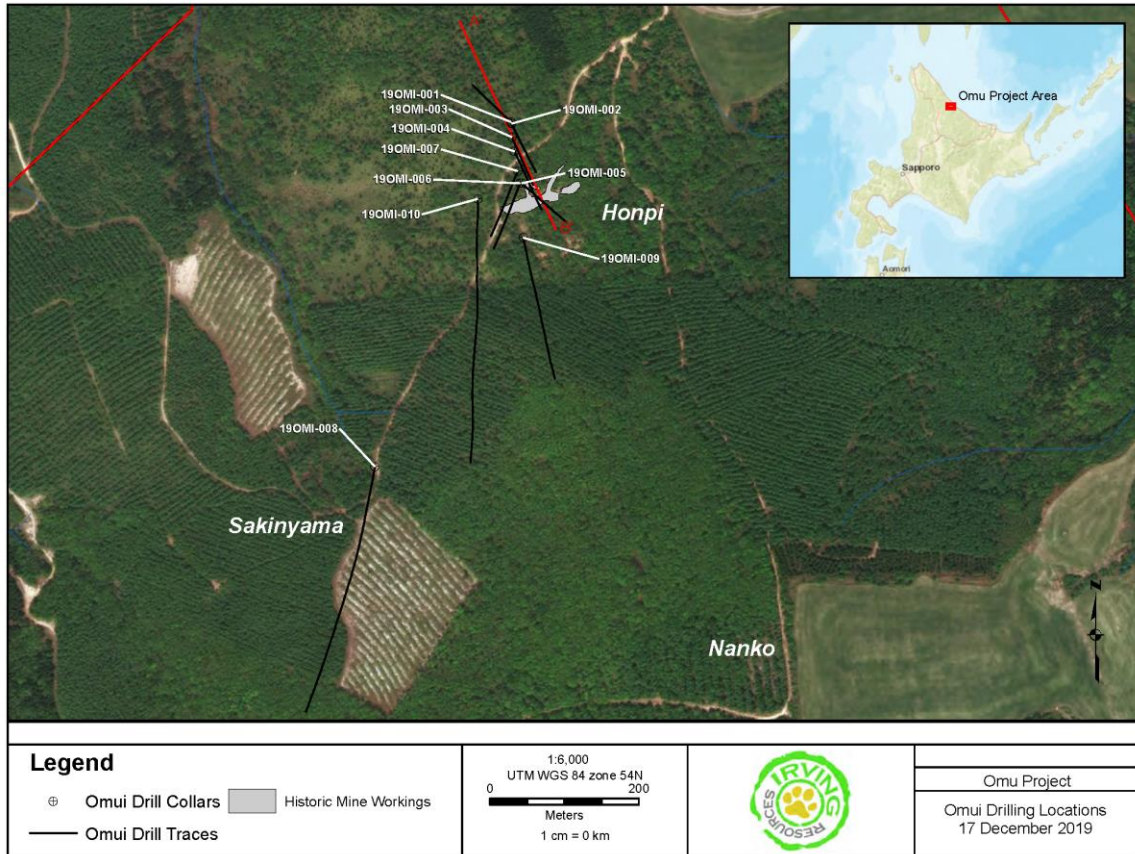 19OMI-001
19OMI-003
19OMI-004
19OMI-007
19OMI-006
19OMI-010
19OMI-002
19OMI-005
Honpi
19OMI-009
19OMI-008
Sakinyama
Nanko
Omu Project Area
Sapporo
Aomori
N
Legend
Omui Drill Collars
Historic Mine Workings
Omui Drill Traces
1:6,000
UTM WGS 84 zone 54N
0 200
Meters
1 cm = 0 km
IRVING
RESOURCES
Omu Project
Omui Drilling Locations
17 December 2019